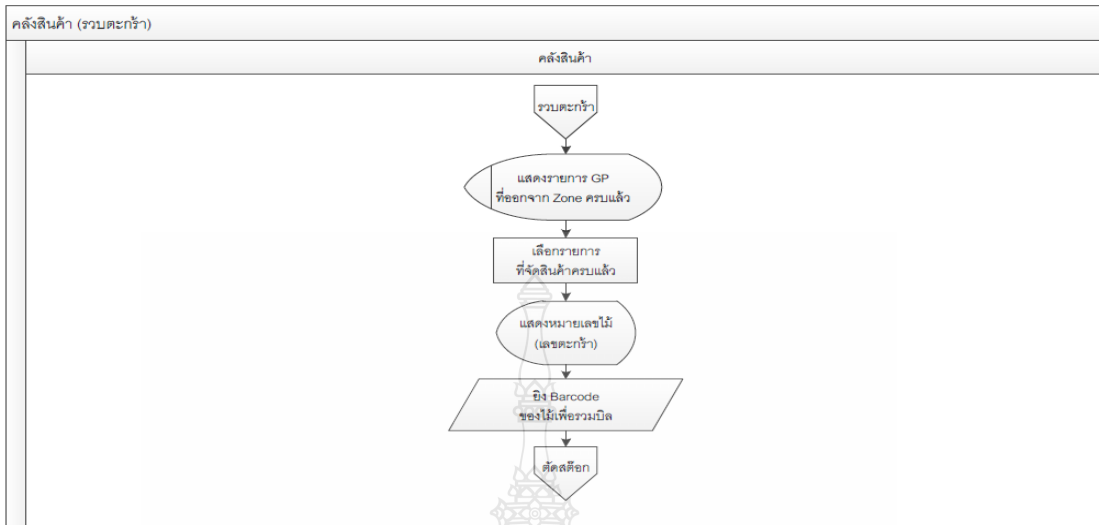 คลังสินค้า (รวบตะกร้า)
คลังสินค้า
รวบตะกร้า
แสดงรายการ GP
ที่ออกจาก Zone ครบแล้ว
เลือกรายการ
ที่จัดสินค้าครบแล้ว
แสดงหมายเลขไม้
(เลขตะกร้า)
ยิง Barcode
ของไม้เพื่อรวมบิล
ตัดสต๊อก